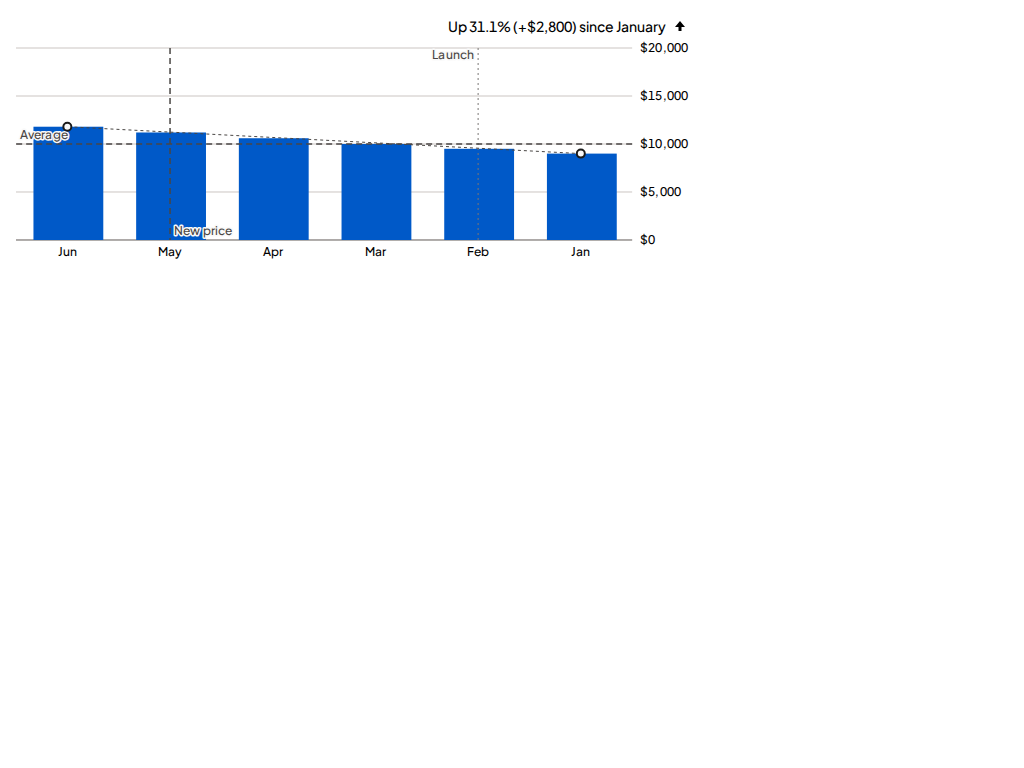 Up 31.1% (+$2,800) since January
Launch
$20,000
$15,000
Average
$10,000
$5,000
New price
$0
Jun May Apr Mar Feb Jan